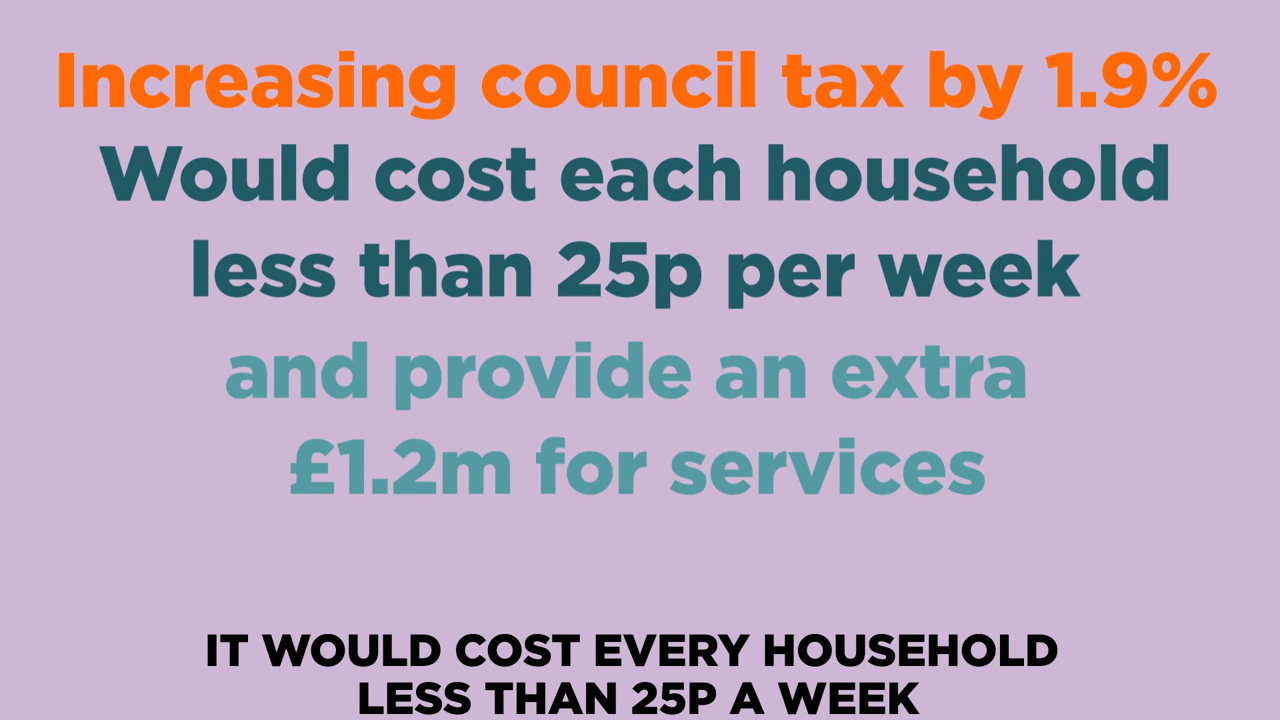 Increasing council tax by 1.9%
Would cost each household
less than 25p per week
and provide an extra
£1.2m for services
IT WOULD COST EVERY HOUSEHOLD
LESS THAN 25P A WEEK